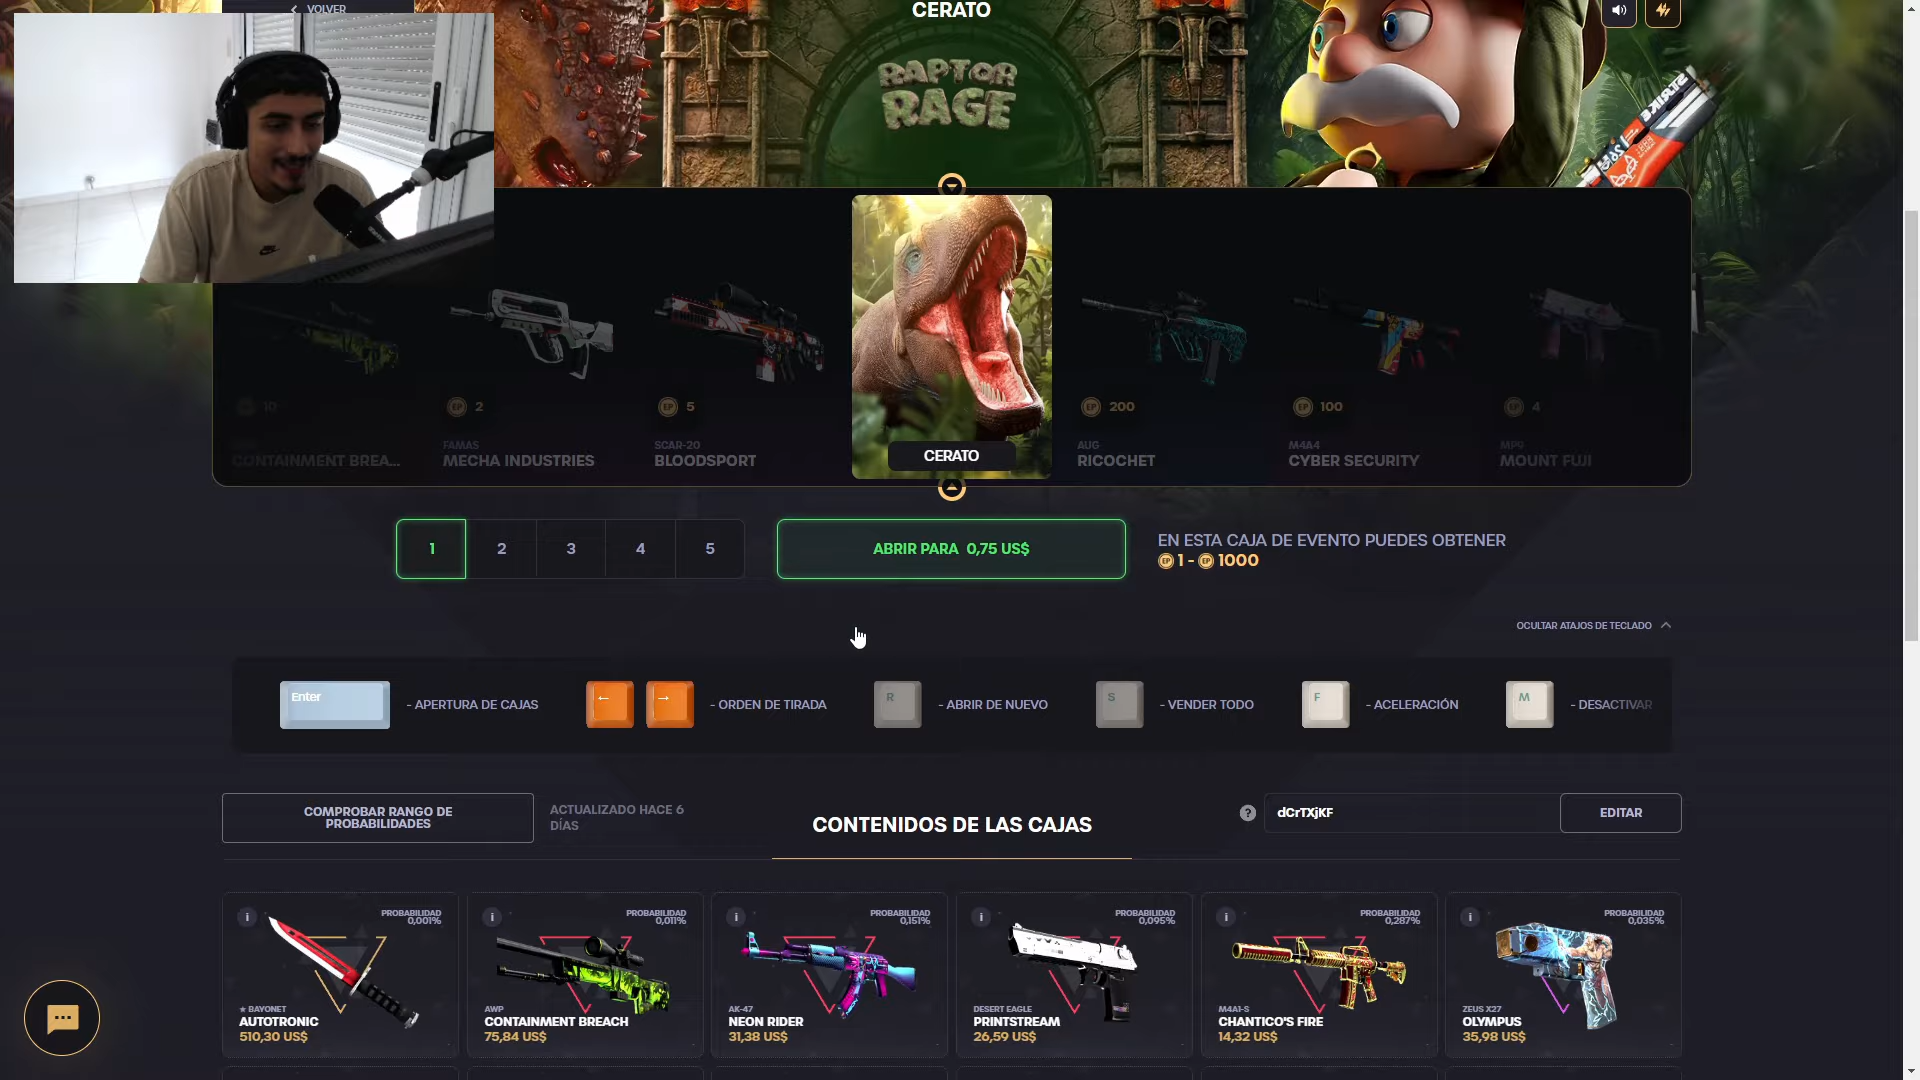 VOLVER
CERATO
RAPTOR
RAGE
10
CONTAINMENT BREA...
2
FAMAS
MECHA INDUSTRIES
5
SCAR-20
BLOODSPORT
CERATO
EP 200
AUG
RICOCHET
EP 100
M4A4
CYBER SECURITY
EP 4
MP9
MOUNT FUJI
1
2
3
4
5
ABRIR PARA 0,75 US$
EN ESTA CAJA DE EVENTO PUEDES OBTENER
EP 1 - EP 1000
OCULTAR ATAJOS DE TECLADO
Enter
- APERTURA DE CAJAS
← →
- ORDEN DE TIRADA
R
- ABRIR DE NUEVO
S
- VENDER TODO
F
- ACELERACIÓN
M
- DESACTIVAR
COMPROBAR RANGO DE
PROBABILIDADES
ACTUALIZADO HACE 6
DÍAS
CONTENIDOS DE LAS CAJAS
?
dCrTXjKF
EDITAR
i
PROBABILIDAD
0,001%
★ BAYONET
AUTOTRONIC
510,30 US$
i
PROBABILIDAD
0,011%
AWP
CONTAINMENT BREACH
75,84 US$
i
PROBABILIDAD
0,151%
AK-47
NEON RIDER
31,38 US$
i
PROBABILIDAD
0,095%
DESERT EAGLE
PRINTSTREAM
26,59 US$
i
PROBABILIDAD
0,287%
M4A1-S
CHANTICO'S FIRE
14,32 US$
i
PROBABILIDAD
0,035%
ZEUS X27
OLYMPUS
35,98 US$